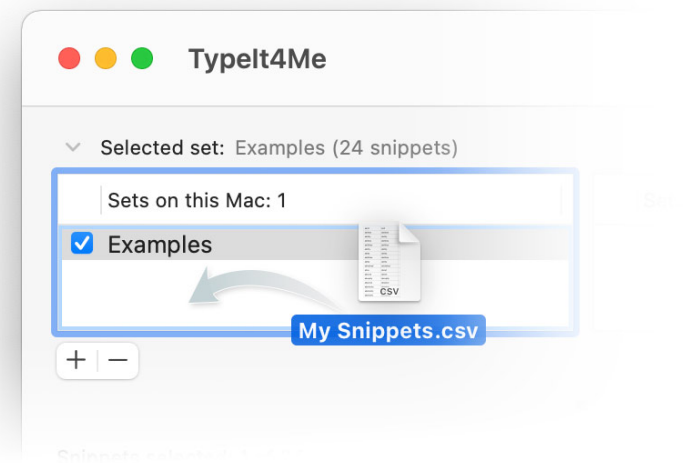 TypeIt4Me
Selected set: Examples (24 snippets)
Sets on this Mac: 1
Examples
CSV
My Snippets.csv